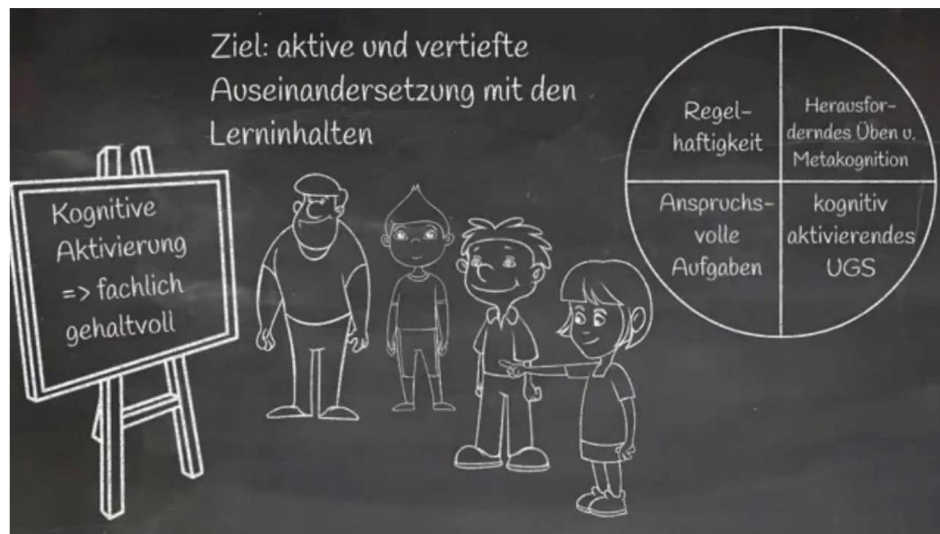 Ziel: aktive und vertiefte
Auseinandersetzung mit den
Lerninhalten
Kognitive
Aktivierung
=> fachlich
gehaltvoll
Regel-
haftigkeit
Herausfor-
derndes Üben u.
Metakognition
Anspruchs-
volle
Aufgaben
kognitiv
aktivierendes
UGS